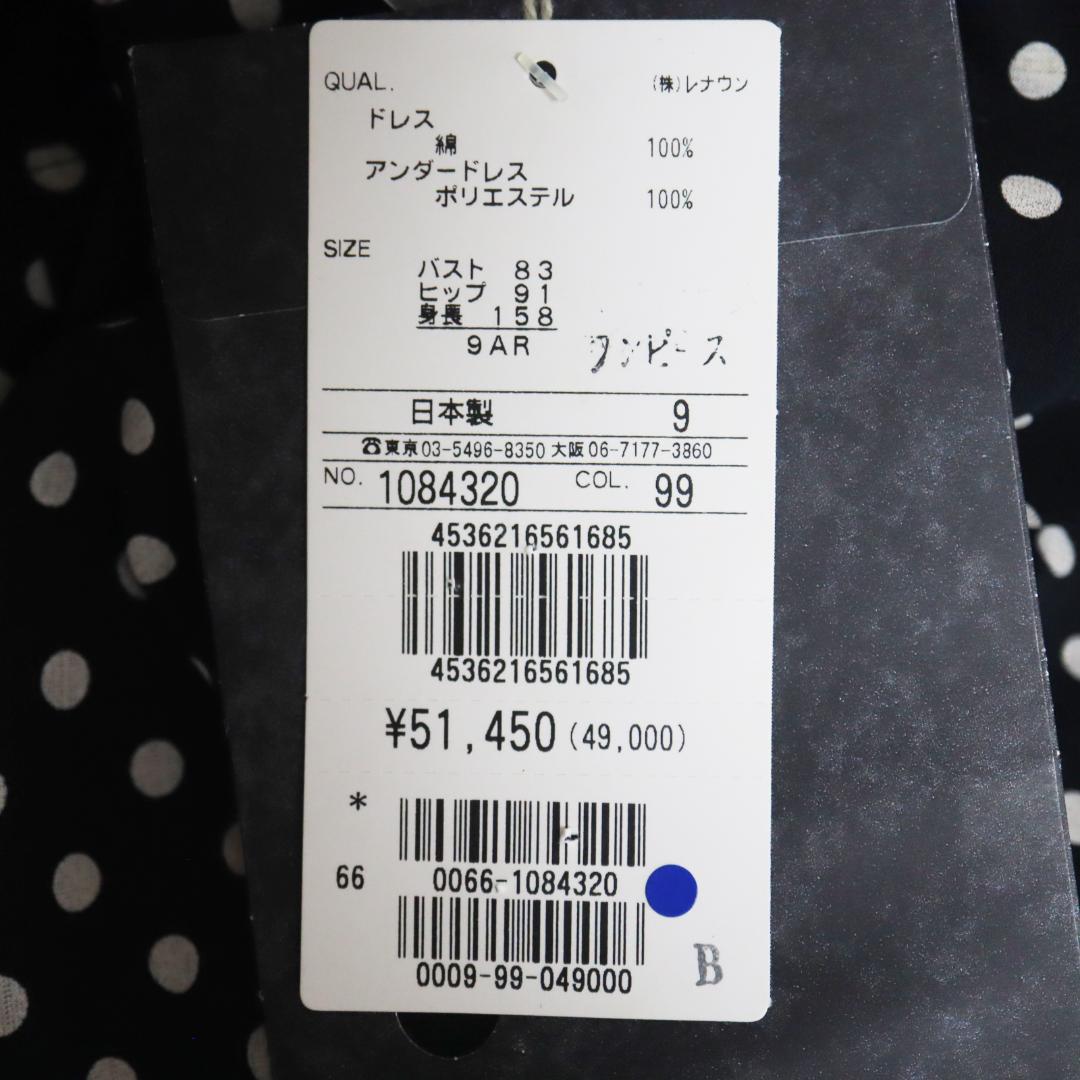 QUAL. (株)レナウン
ドレス
綿 100%
アンダードレス
ポリエステル 100%
SIZE
バスト 83
ヒップ 91
身長 158
9AR
ワンピース
日本製 9
☎東京03-5496-8350 大阪06-7177-3860
NO. 1084320 COL. 99
4536216561685
4536216561685
¥51,450(49,000)
*
66 0066-1084320
0009-99-049000
B